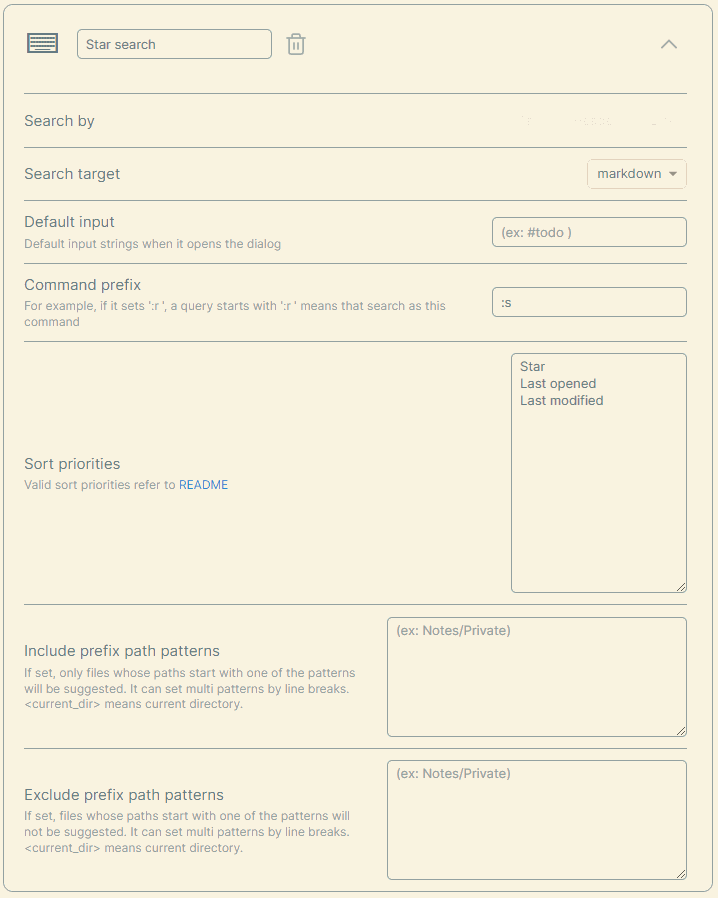 Star search
Search by
Search target
markdown
Default input
Default input strings when it opens the dialog
(ex: #todo )
Command prefix
For example, if it sets ':r ', a query starts with ':r ' means that search as this
command
:s
Star
Last opened
Last modified
Sort priorities
Valid sort priorities refer to README
(ex: Notes/Private)
Include prefix path patterns
If set, only files whose paths start with one of the patterns
will be suggested. It can set multi patterns by line breaks.
<current_dir> means current directory.
(ex: Notes/Private)
Exclude prefix path patterns
If set, files whose paths start with one of the patterns will
not be suggested. It can set multi patterns by line breaks.
<current_dir> means current directory.